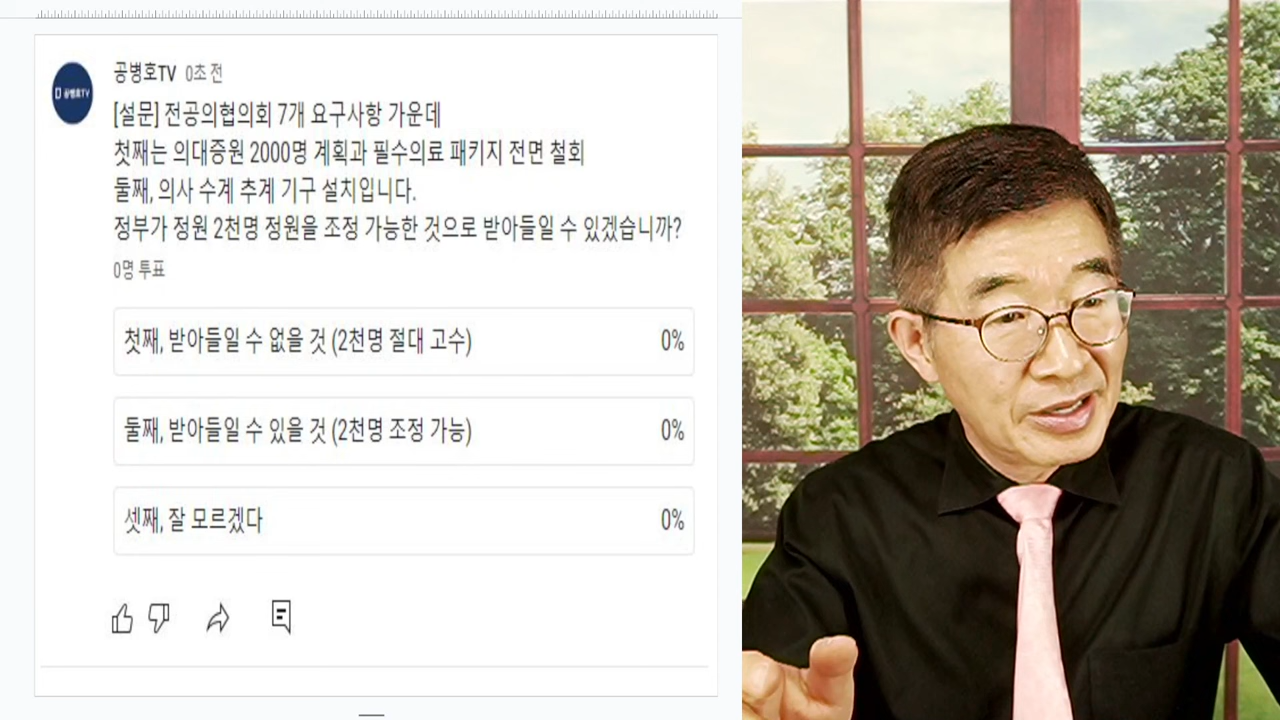 공병호TV 0초 전
공병호TV
[설문] 전공의협의회 7개 요구사항 가운데
첫째는 의대증원 2000명 계획과 필수의료 패키지 전면 철회
둘째, 의사 수계 추계 기구 설치입니다.
정부가 정원 2천명 정원을 조정 가능한 것으로 받아들일 수 있겠습니까?
0명 투표
첫째, 받아들일 수 없을 것 (2천명 절대 고수) 0%
둘째, 받아들일 수 있을 것 (2천명 조정 가능) 0%
셋째, 잘 모르겠다 0%